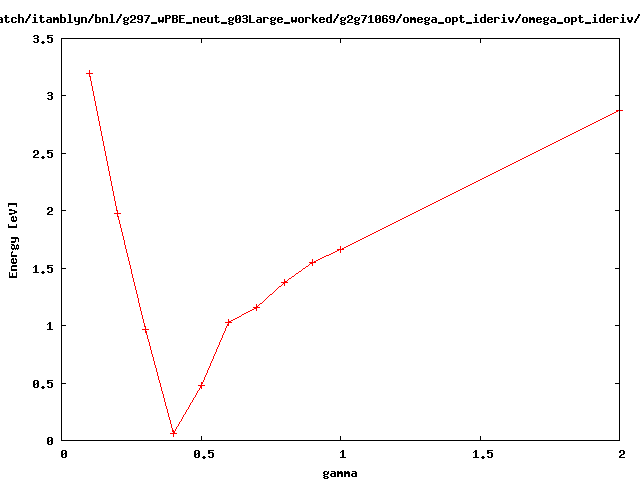 atch/itamblyn/bnl/g297_wPBE_neut_g03Large_worked/g2g71069/omega_opt_ideriv/omega_opt_ideriv/
3.5
3
2.5
2
1.5
1
0.5
0
Energy [eV]
0 0.5 1 1.5 2
gamma